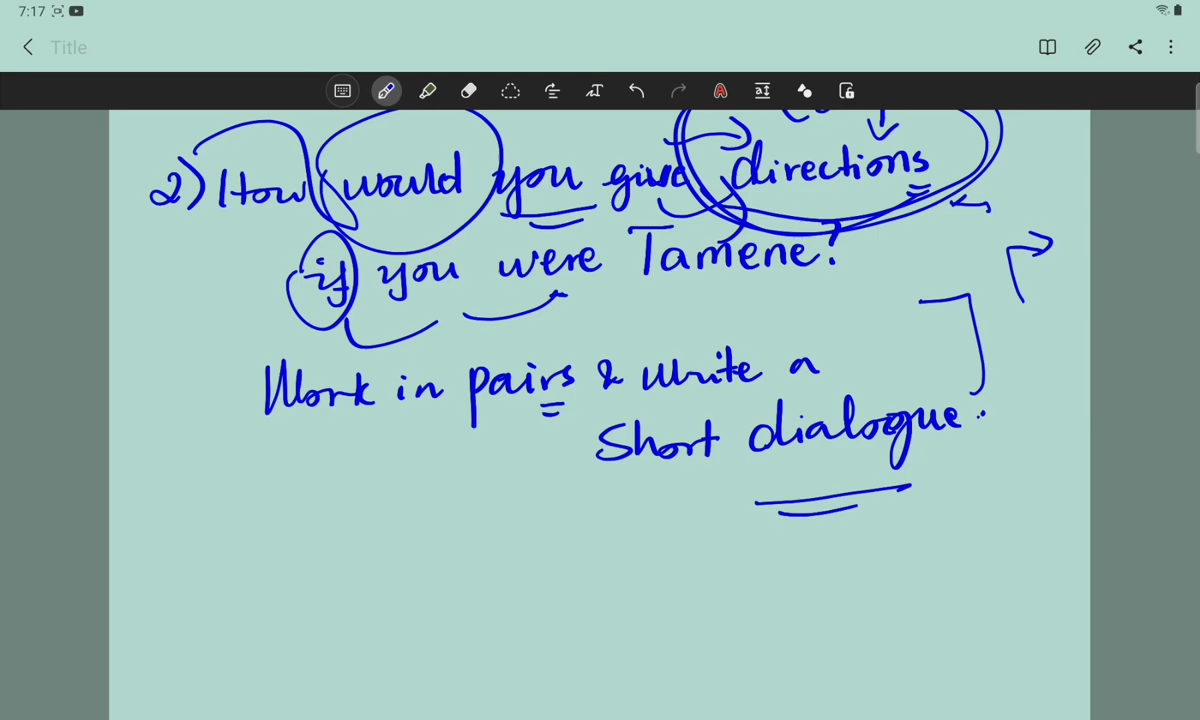 7:17
Title
2) How would you give directions
if you were Tamene?
Work in pairs & write a
short dialogue.